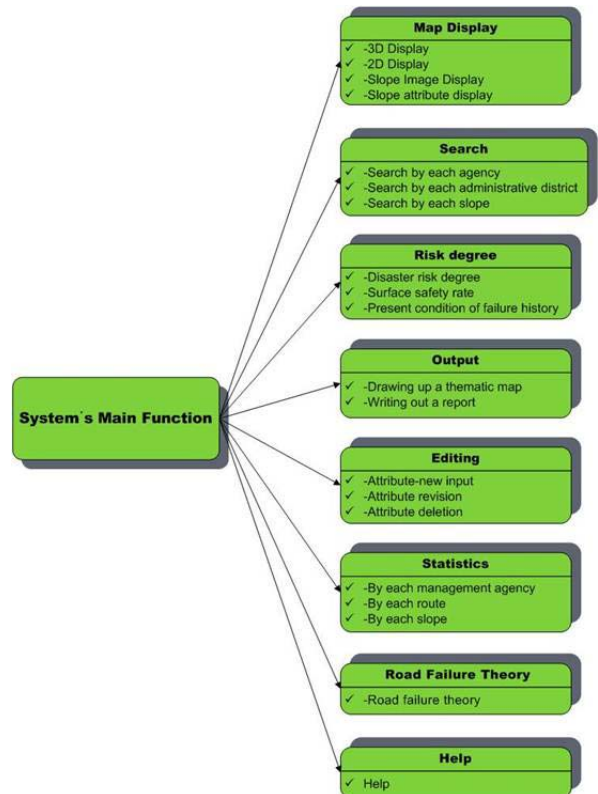 Map Display
✓ -3D Display
✓ -2D Display
✓ -Slope Image Display
✓ -Slope attribute display
Search
✓ -Search by each agency
✓ -Search by each administrative district
✓ -Search by each slope
Risk degree
✓ -Disaster risk degree
✓ -Surface safety rate
✓ -Present condition of failure history
System´s Main Function
Output
✓ -Drawing up a thematic map
✓ -Writing out a report
Editing
✓ -Attribute-new input
✓ -Attribute revision
✓ -Attribute deletion
Statistics
✓ -By each management agency
✓ -By each route
✓ -By each slope
Road Failure Theory
✓ -Road failure theory
Help
✓ Help